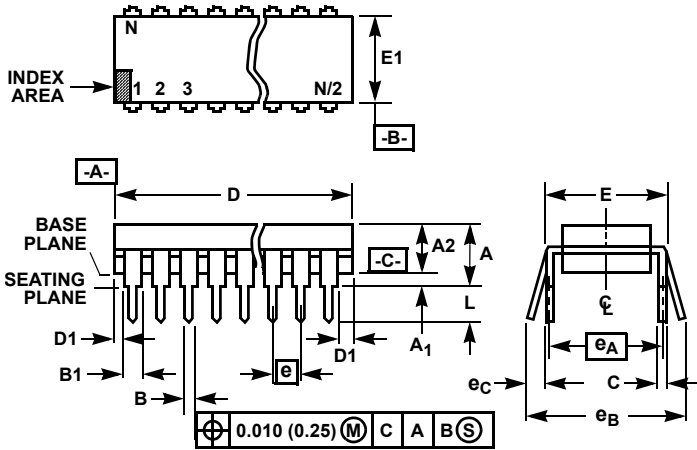 N
E1
INDEX
AREA
1 2 3 N/2
-B-
-A-
D
E
BASE
PLANE
A2
A
-C-
SEATING
PLANE
L
C
L
D1
A1
D1
eA
B1
e
eC
C
B
eB
0.010 (0.25) M C A B S